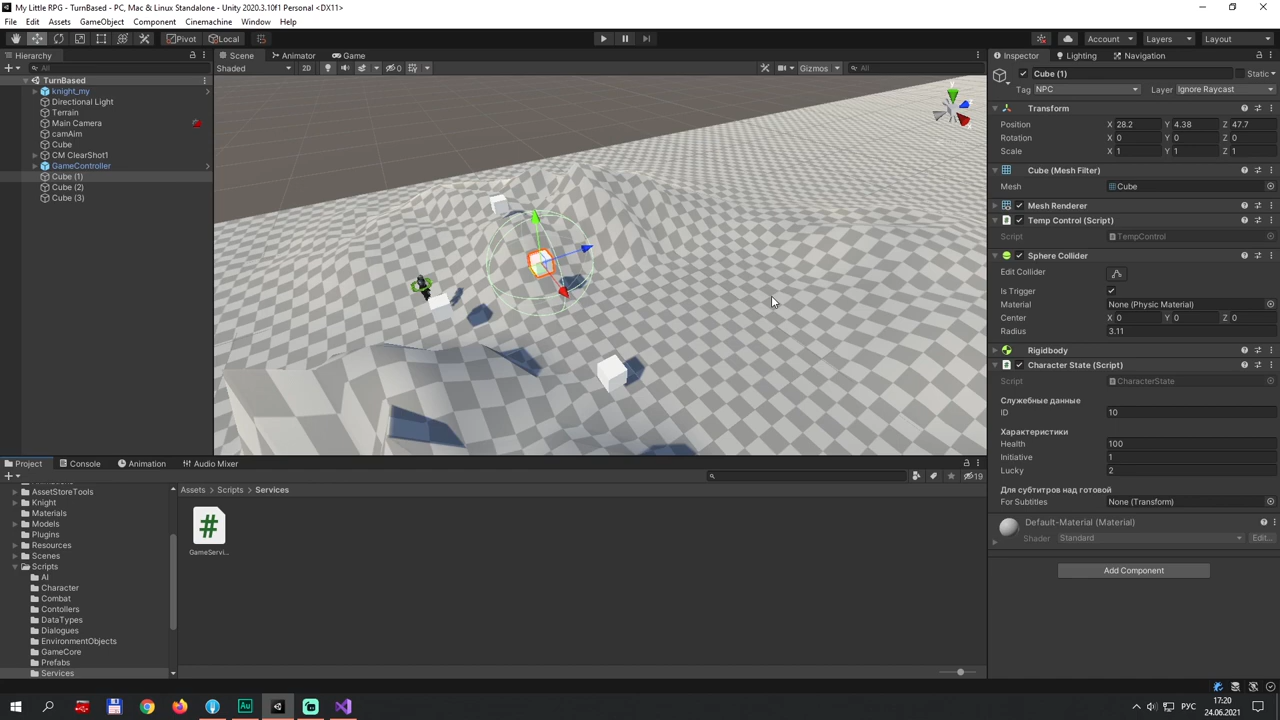 My Little RPG - TurnBased - PC, Mac & Linux Standalone - Unity 2020.3.10f1 Personal <DX11>
File Edit Assets GameObject Component Cinemachine Window Help
Pivot Local Account Layers Layout
Hierarchy
All
TurnBased
knight_my
Directional Light
Terrain
Main Camera
camAim
Cube
CM ClearShot1
GameController
Cube (1)
Cube (2)
Cube (3)
Scene Animator Game
Shaded 2D 0 Gizmos All
Inspector Lighting Navigation
Cube (1) Static
Tag NPC Layer Ignore Raycast
Transform
Position X 28.2 Y 4.38 Z 47.7
Rotation X 0 Y 0 Z 0
Scale X 1 Y 1 Z 1
Cube (Mesh Filter)
Mesh Cube
Mesh Renderer
Temp Control (Script)
Script TempControl
Sphere Collider
Edit Collider
Is Trigger
Material None (Physic Material)
Center X 0 Y 0 Z 0
Radius 3.11
Rigidbody
Character State (Script)
Script CharacterState
Служебные данные
ID 10
Характеристики
Health 100
Initiative 1
Lucky 2
Для субтитров над готовой
For Subtitles None (Transform)
Default-Material (Material)
Shader Standard Edit...
Add Component
Project Console Animation Audio Mixer
19
AssetStoreTools
Knight
Materials
Models
Plugins
Resources
Scenes
Scripts
AI
Character
Combat
Contollers
DataTypes
Dialogues
EnvironmentObjects
GameCore
Prefabs
Services
Assets Scripts Services
#
GameServi...
РУС
17:20
24.06.2021